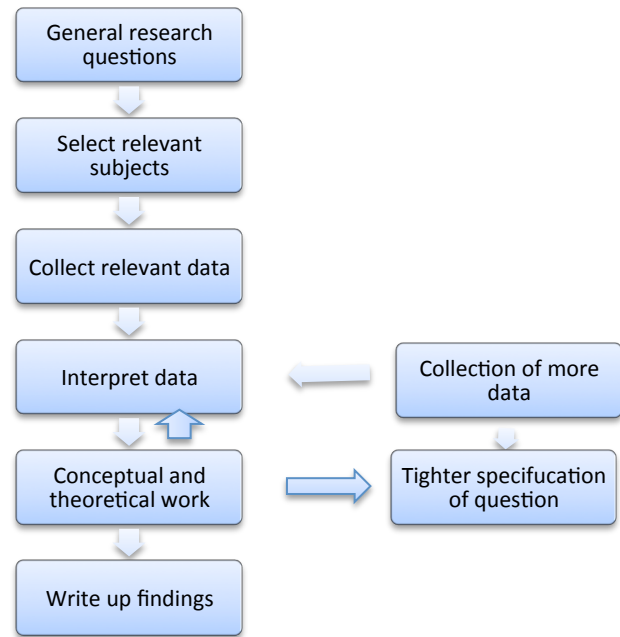 General research
questions
Select relevant
subjects
Collect relevant data
Interpret data
Collection of more
data
Conceptual and
theoretical work
Tighter specifucation
of question
Write up findings